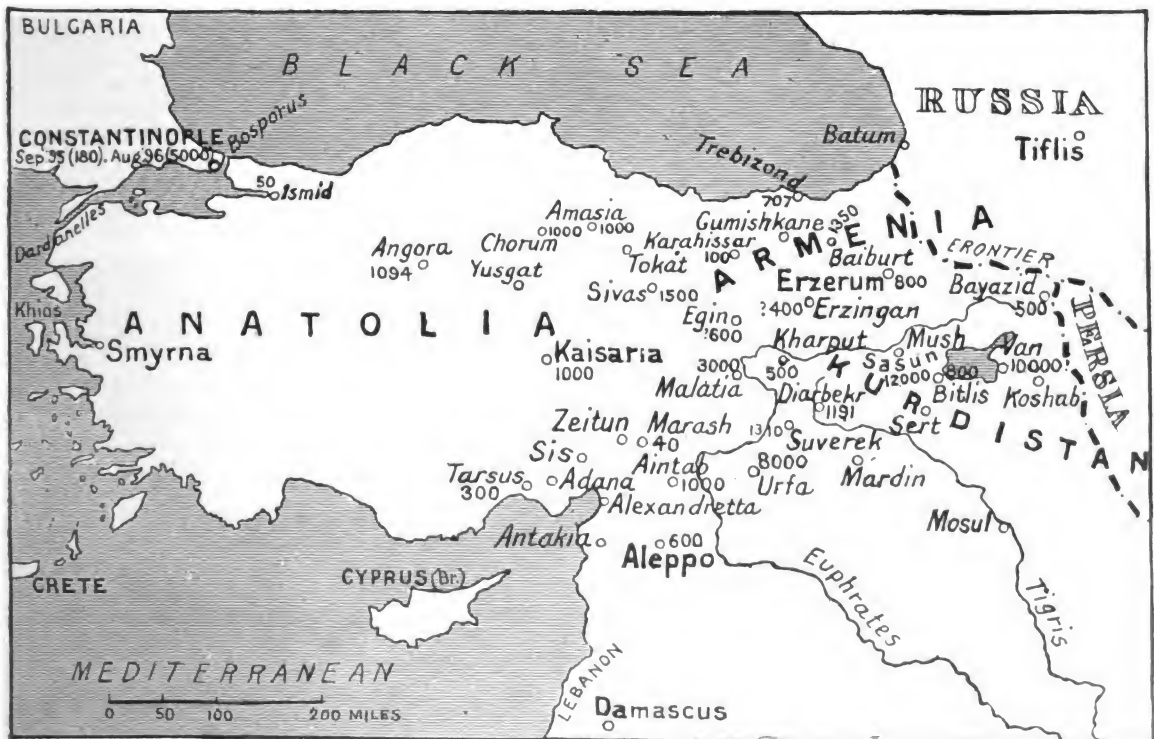 BULGARIA
BLACK SEA
RUSSIA
Tiflis
Batum
CONSTANTINOPLE
Sep '95 (180). Aug '96 (5000)
Bosporus
50
Ismid
Dardanelles
Trebizond
707
Gumishkane
1350
Baiburt
ARMENIA
FRONTIER
Amasia
1000
1000
Chorum
Karahissar
100
Tokat
Angora
1094
Yusgat
Sivas
1500
Erzerum
800
Bayazid
500
PERSIA
?400
Erzingan
Egin
?600
Khios
ANATOLIA
Smyrna
Kaisaria
1000
Kharput
500
Mush
Sasun
12000
800
Van
10000
Bitlis
Koshab
3000
Malatia
Diarbekr
1191
KURDISTAN
Sert
Zeitun
Marash
40
1310
Suverek
Sis
Aintab
1000
8000
Urfa
Mardin
Tarsus
300
Adana
Alexandretta
Mosul
Antakia
600
Aleppo
CRETE
CYPRUS (Br.)
Euphrates
Tigris
MEDITERRANEAN
0 50 100 200 MILES
LEBANON
Damascus